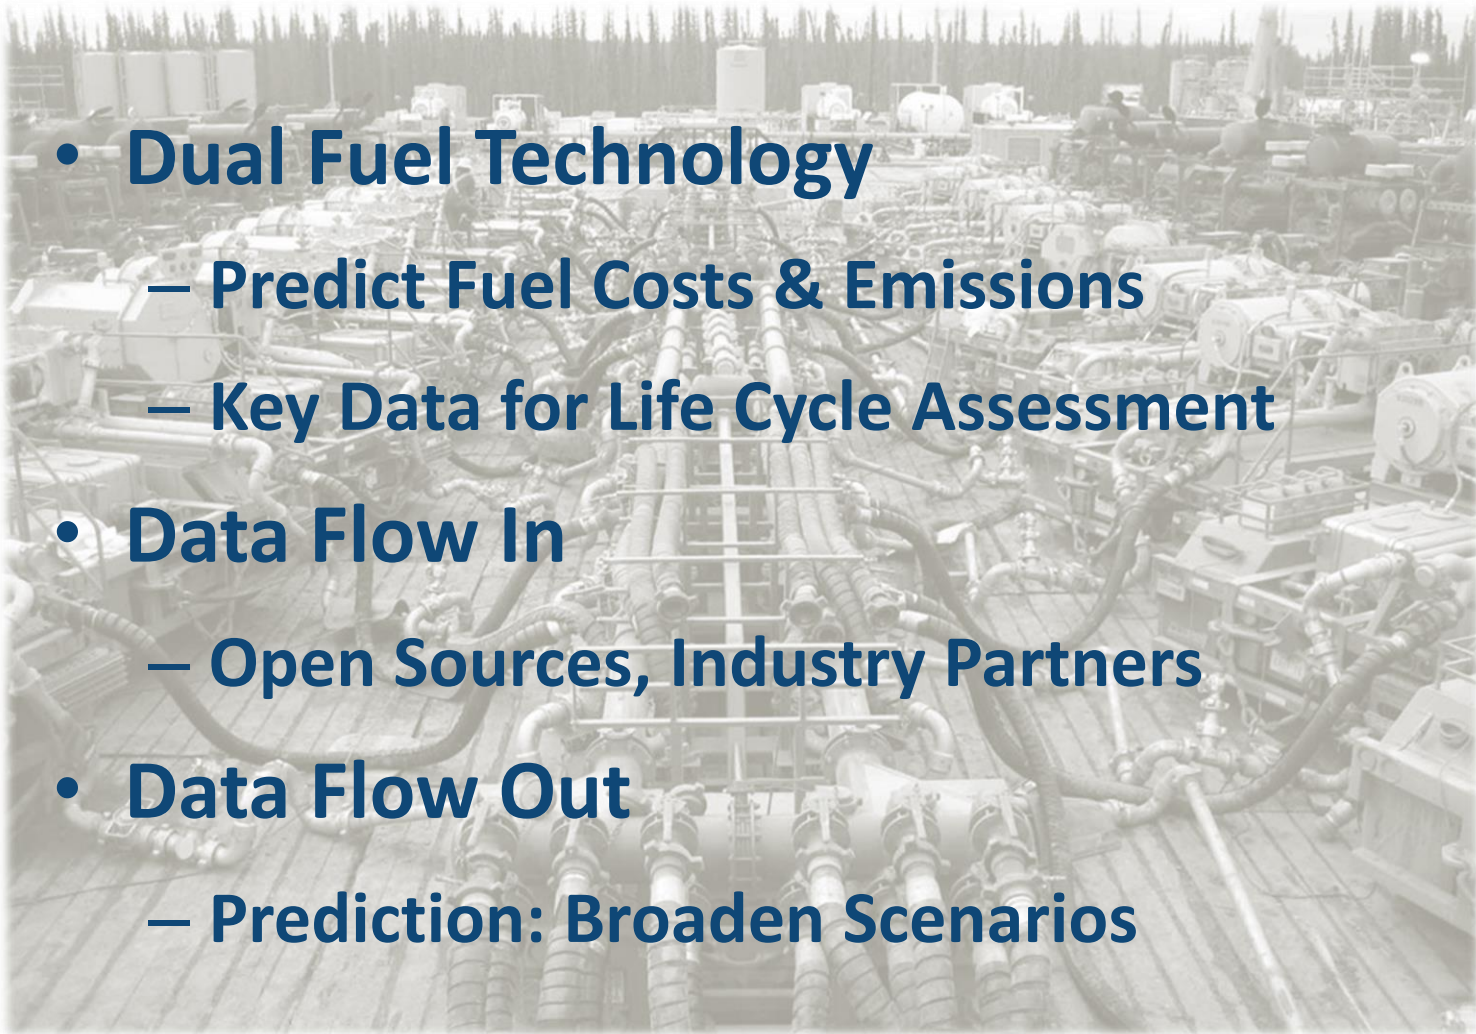 • Dual Fuel Technology
– Predict Fuel Costs & Emissions
– Key Data for Life Cycle Assessment
• Data Flow In
– Open Sources, Industry Partners
• Data Flow Out
– Prediction: Broaden Scenarios